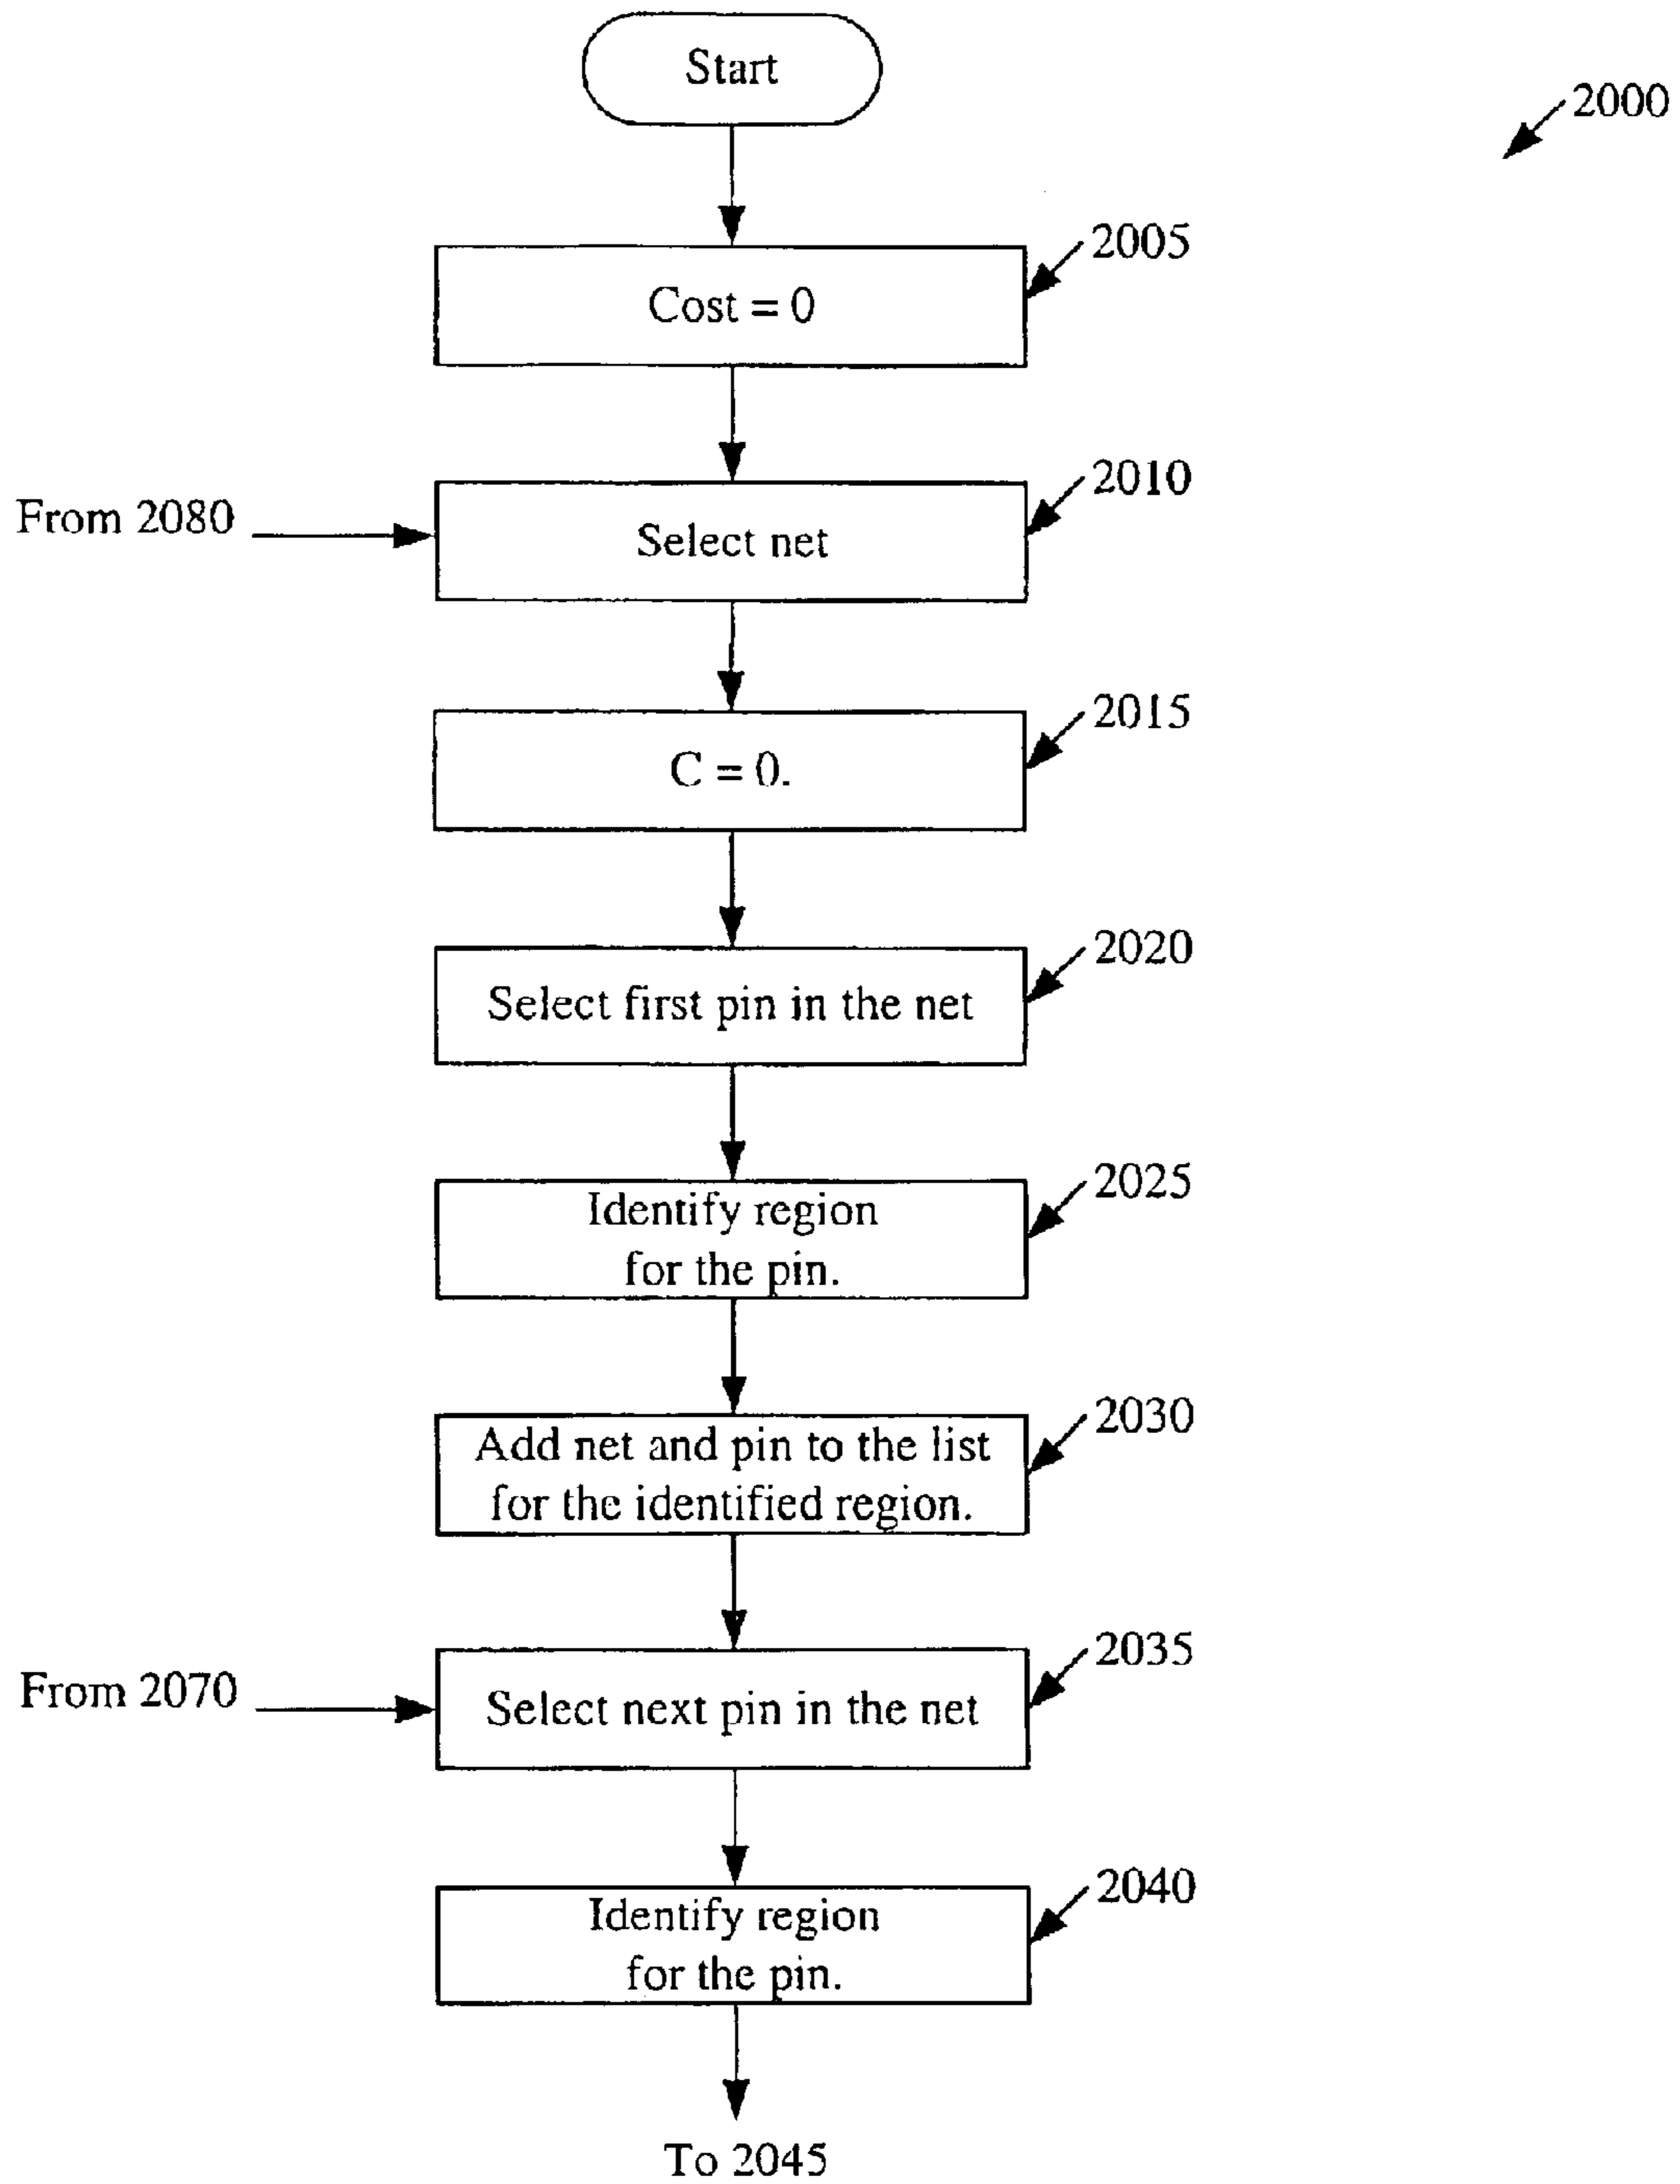 Start
2000
2005
Cost = 0
2010
From 2080
Select net
2015
C = 0.
2020
Select first pin in the net
2025
Identify region
for the pin.
2030
Add net and pin to the list
for the identified region.
2035
From 2070
Select next pin in the net
2040
Identify region
for the pin.
To 2045